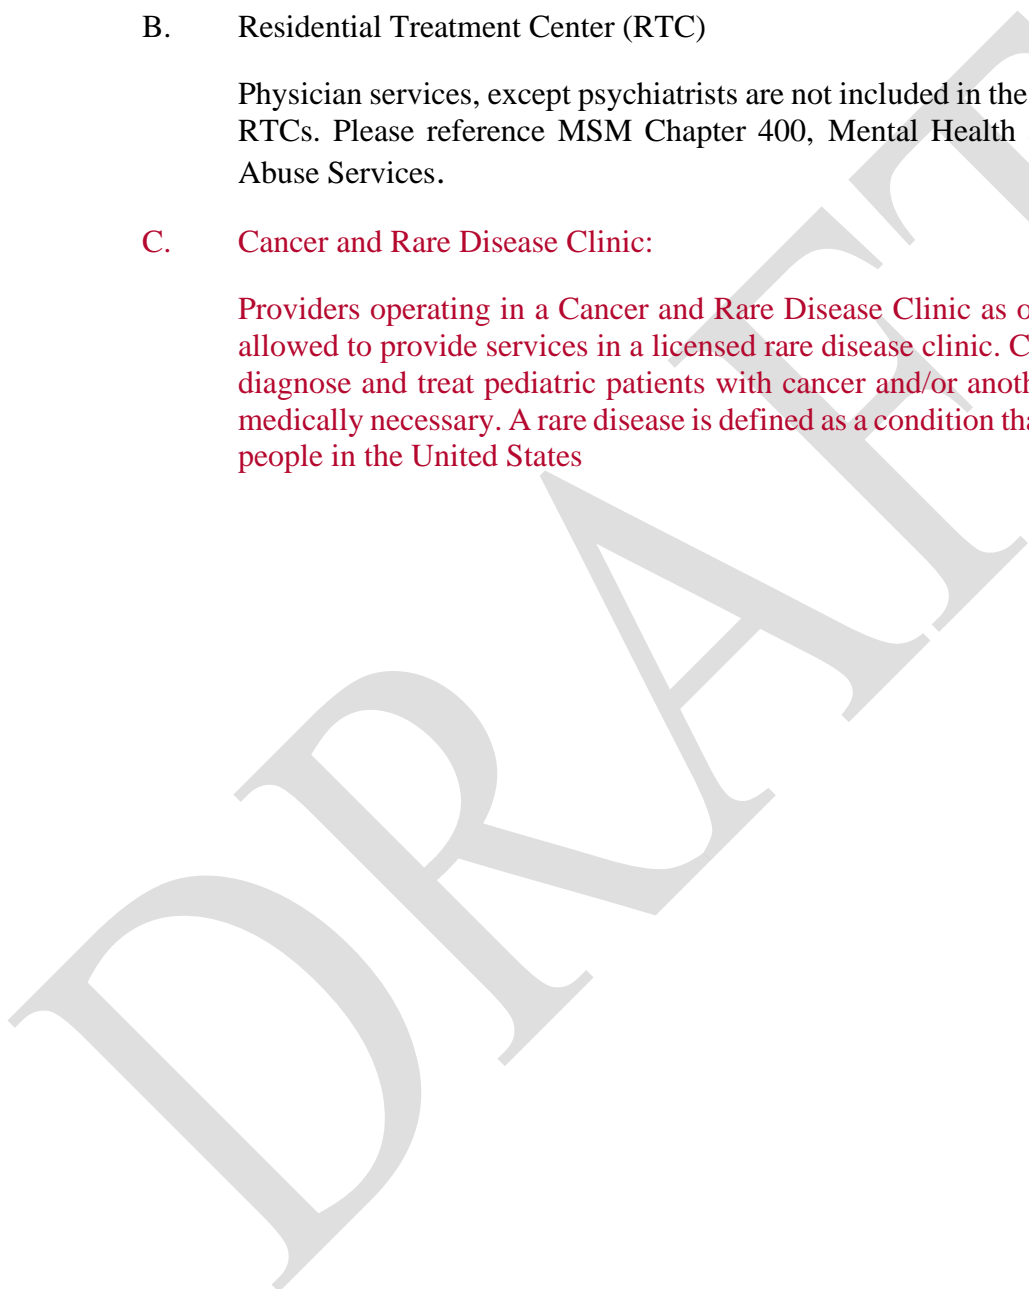 B. Residential Treatment Center (RTC)
Physician services, except psychiatrists are not included in the
RTCs. Please reference MSM Chapter 400, Mental Health
Abuse Services.
C. Cancer and Rare Disease Clinic:
Providers operating in a Cancer and Rare Disease Clinic as
allowed to provide services in a licensed rare disease clinic.
diagnose and treat pediatric patients with cancer and/or
medically necessary. A rare disease is defined as a condition
people in the United States
DRAFT